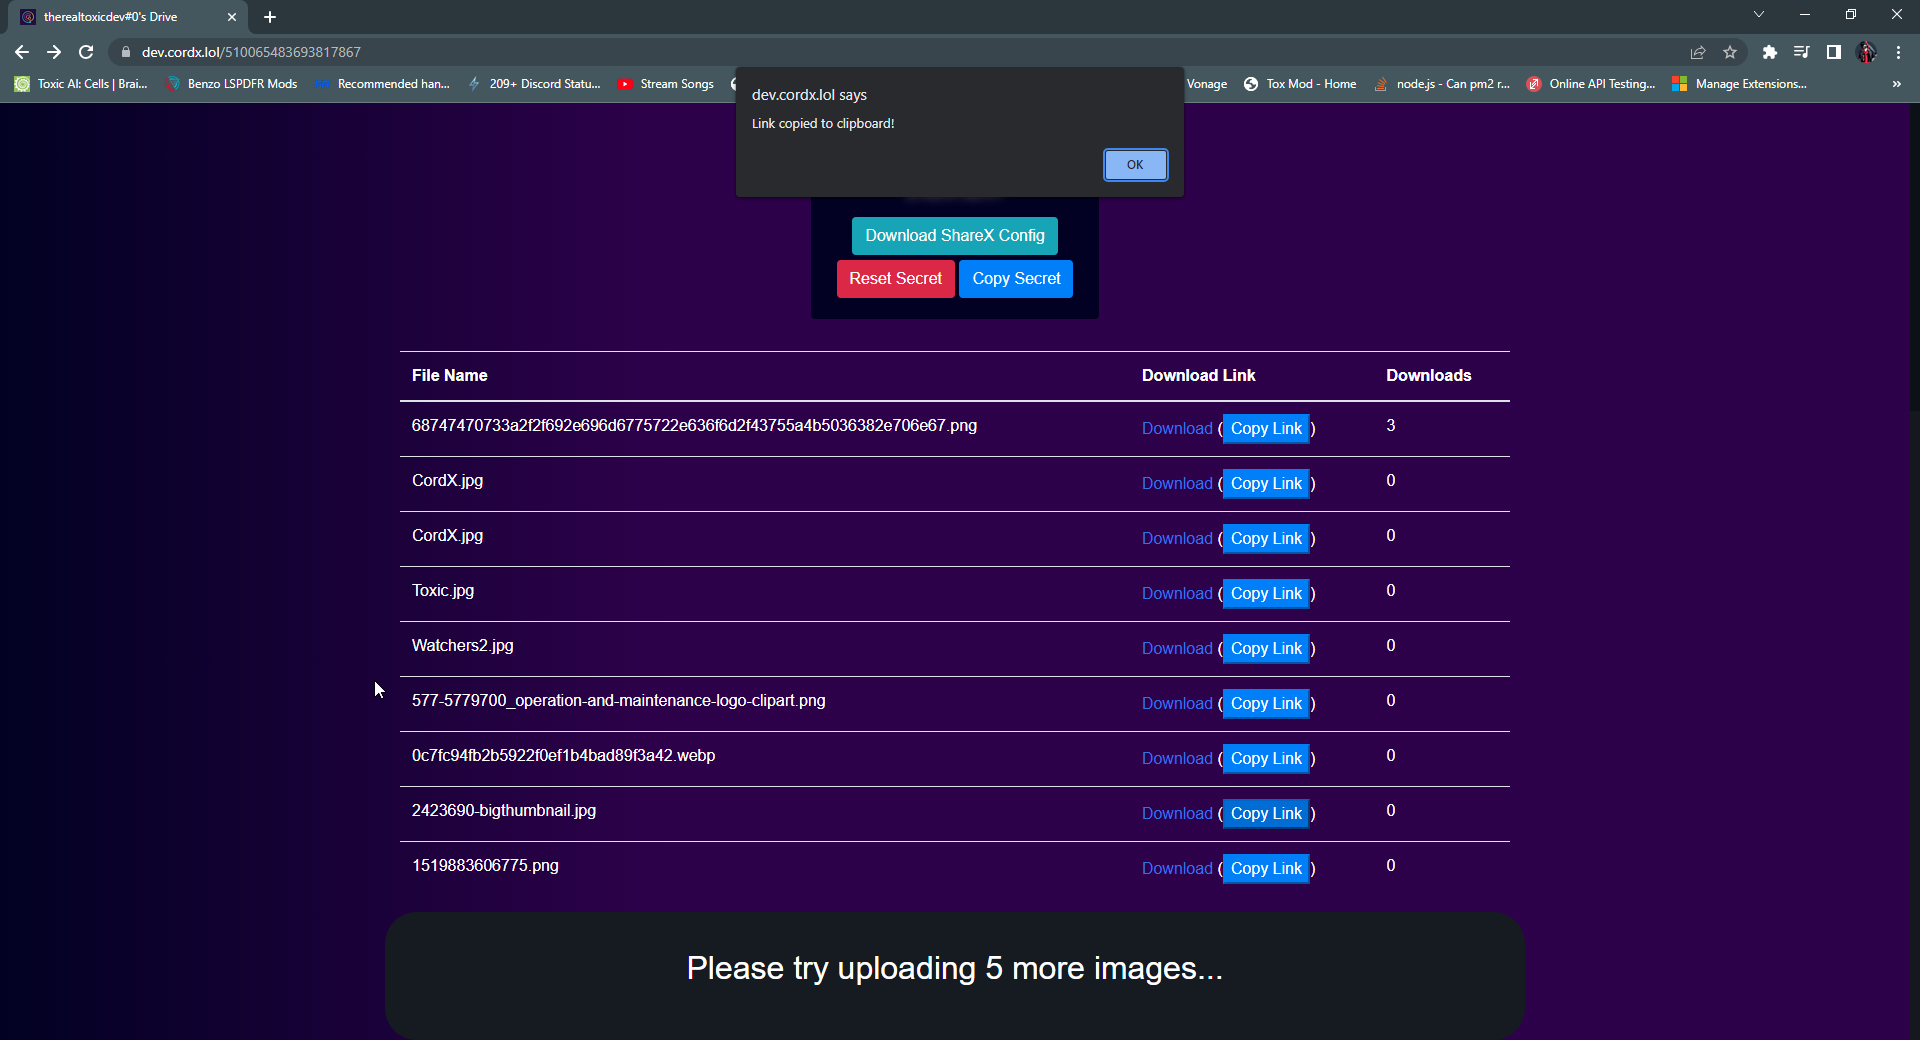 therealtoxicdev#0's Drive
dev.cordx.lol/510065483693817867
Toxic AI: Cells | Brai... Benzo LSPDFR Mods Recommended han... 209+ Discord Statu... Stream Songs Vonage Tox Mod - Home node.js - Can pm2 r... Online API Testing... Manage Extensions... »
dev.cordx.lol says
Link copied to clipboard!
OK
Download ShareX Config
Reset Secret Copy Secret
File Name Download Link Downloads
68747470733a2f2f692e696d6775722e636f6d2f43755a4b5036382e706e67.png Download ( Copy Link ) 3
CordX.jpg Download ( Copy Link ) 0
CordX.jpg Download ( Copy Link ) 0
Toxic.jpg Download ( Copy Link ) 0
Watchers2.jpg Download ( Copy Link ) 0
577-5779700_operation-and-maintenance-logo-clipart.png Download ( Copy Link ) 0
0c7fc94fb2b5922f0ef1b4bad89f3a42.webp Download ( Copy Link ) 0
2423690-bigthumbnail.jpg Download ( Copy Link ) 0
1519883606775.png Download ( Copy Link ) 0
Please try uploading 5 more images...